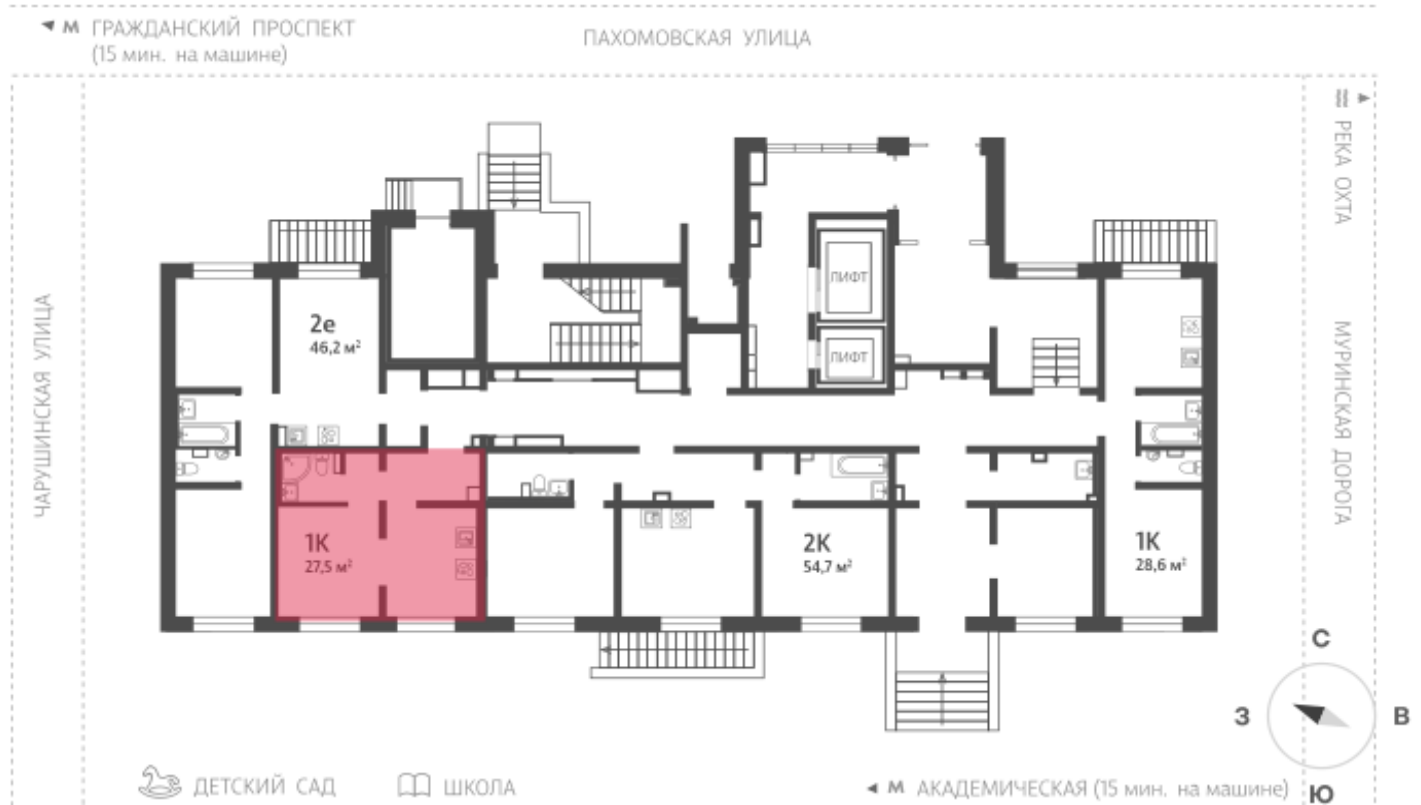 М ГРАЖДАНСКИЙ ПРОСПЕКТ
(15 мин. на машине)
ПАХОМОВСКАЯ УЛИЦА
РЕКА ОХТА
ЛИФТ
ЛИФТ
2е
46,2 м²
ЧАРУШИНСКАЯ УЛИЦА
МУРИНСКАЯ ДОРОГА
1К
27,5 м²
2К
54,7 м²
1К
28,6 м²
С
З
В
Ю
ДЕТСКИЙ САД
ШКОЛА
М АКАДЕМИЧЕСКАЯ (15 мин. на машине)